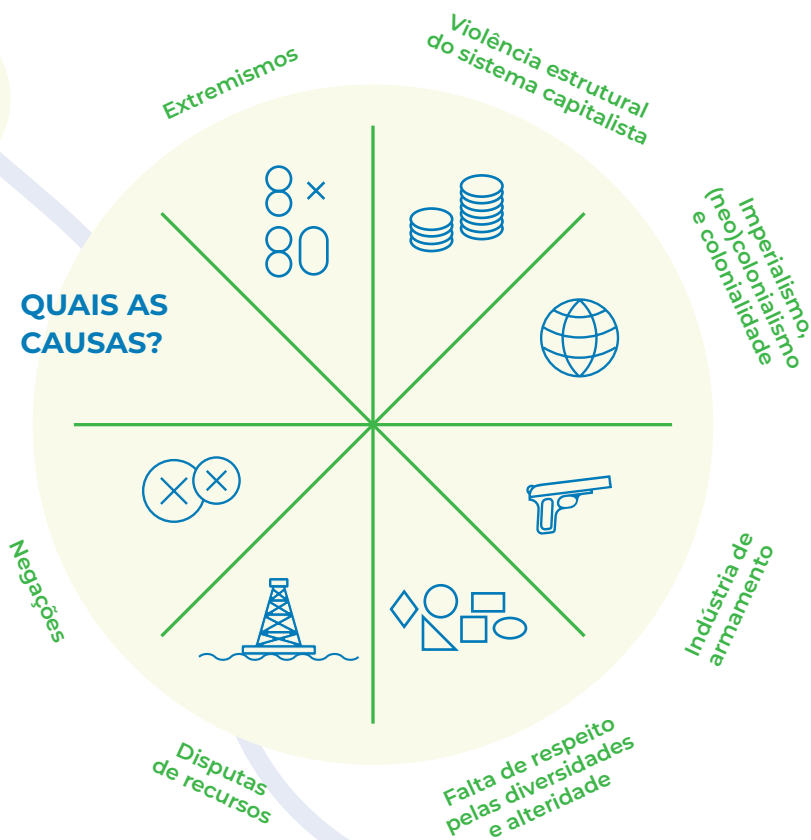 QUAIS AS
CAUSAS?
Extremismos
Violência estrutural
do sistema capitalista
Imperialismo,
(neo)colonialismo
e colonialidade
Indústria de
armamento
Falta de respeito
pelas diversidades
e alteridade
Disputas
de recursos
Negações